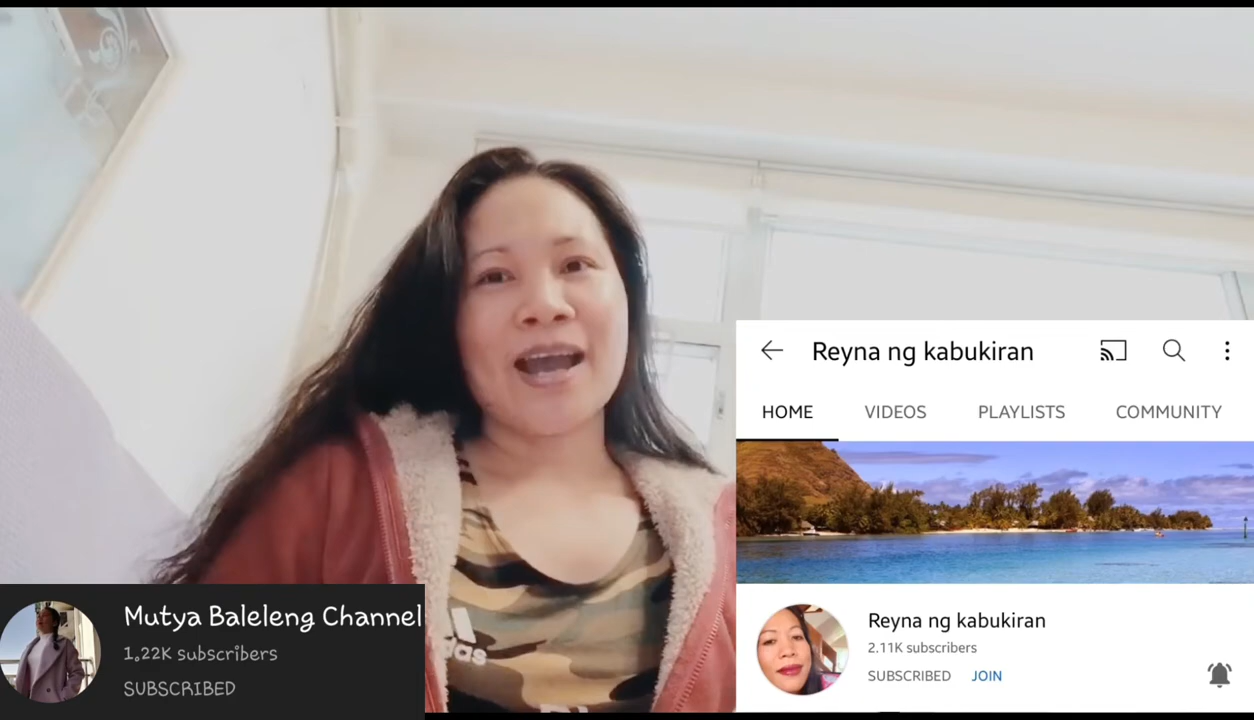 Reyna ng kabukiran
HOME VIDEOS PLAYLISTS COMMUNITY
Mutya Baleleng Channel
1.22K subscribers
SUBSCRIBED
Reyna ng kabukiran
2.11K subscribers
SUBSCRIBED JOIN